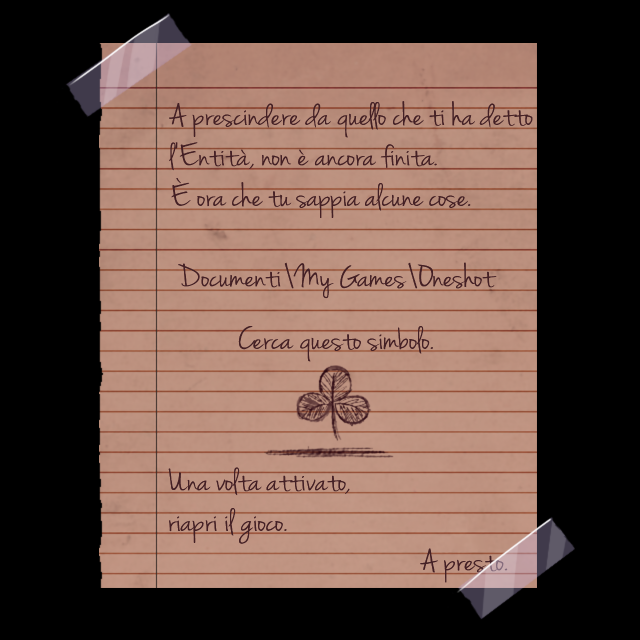 A prescindere da quello che ti ha detto
l'Entità, non è ancora finita.
È ora che tu sappia alcune cose.
Documenti\My Games\Oneshot
Cerca questo simbolo.
Una volta attivato,
riapri il gioco.
A presto.